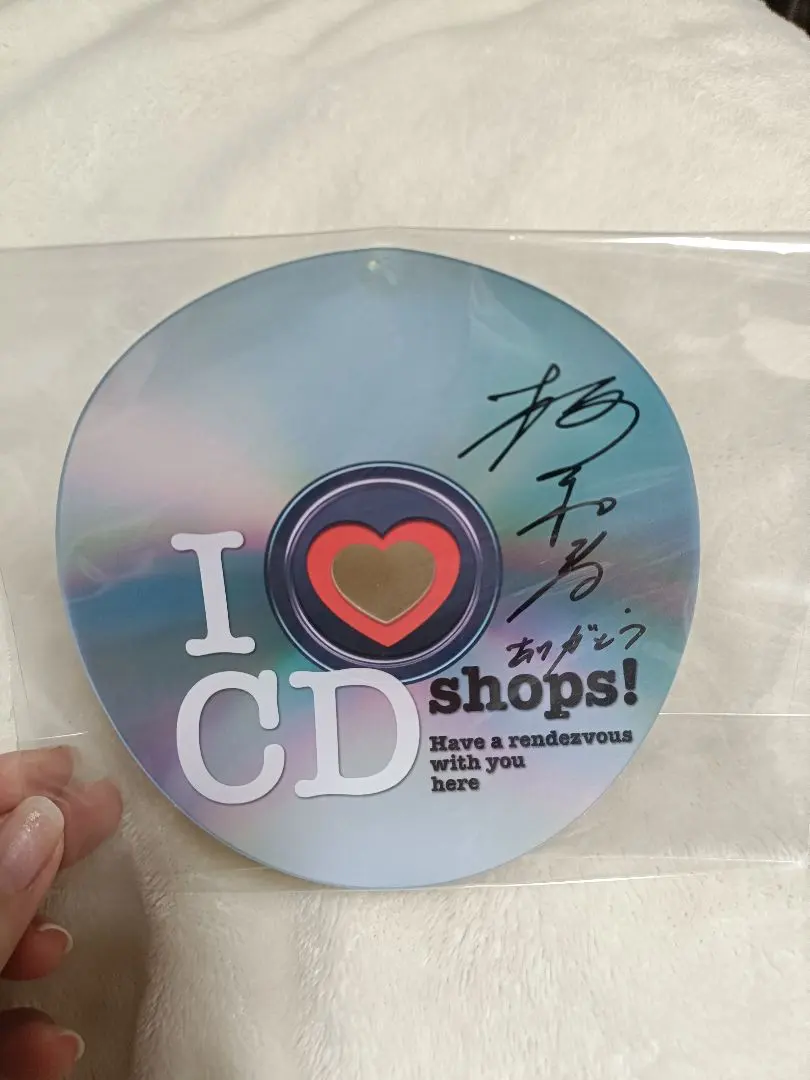 ありがとう
I
CD
shops!
Have a rendezvous
with you
here